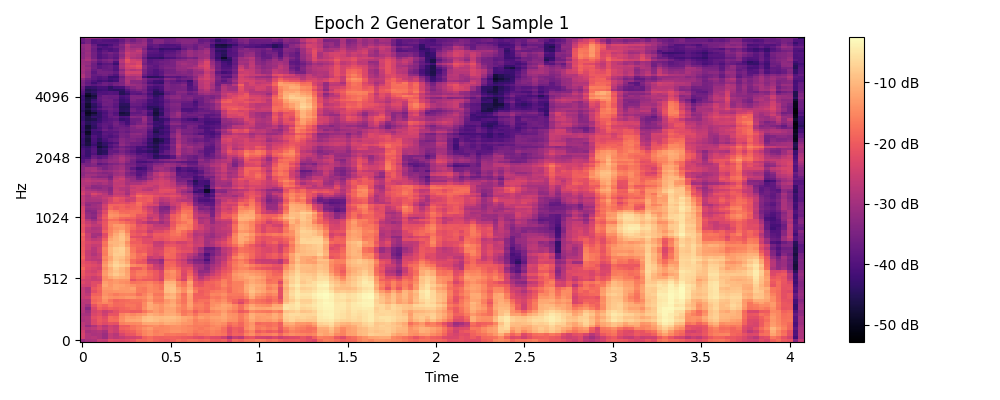 Epoch 2 Generator 1 Sample 1
Hz
4096
2048
1024
512
0
0 0.5 1 1.5 2 2.5 3 3.5 4
Time
-10 dB
-20 dB
-30 dB
-40 dB
-50 dB